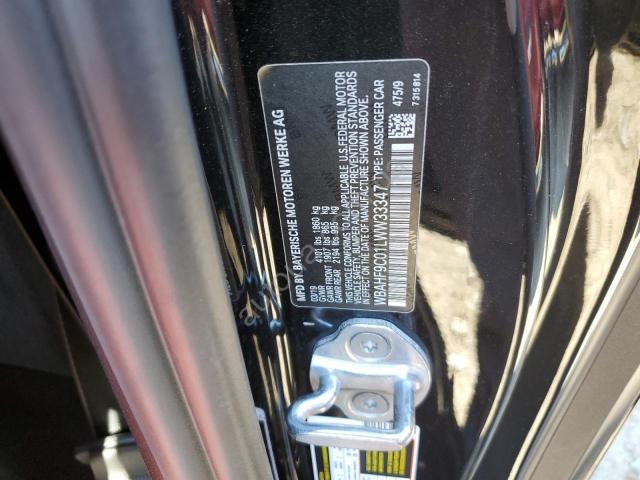 MFD BY BAYERISCHE MOTOREN WERKE AG
03/19
GVWR
lbs 1860 kg
GAWR FRONT 1907 lbs 865 kg
GAWR REAR 2194 lbs 995 kg
THIS VEHICLE CONFORMS TO ALL APPLICABLE U.S. FEDERAL MOTOR
VEHICLE SAFETY, BUMPER AND THEFT PREVENTION STANDARDS
IN EFFECT ON THE DATE OF MANUFACTURE SHOWN ABOVE.
WBAHF9C01LWW33347 TYPE: PASSENGER CAR
475/9
7 315 814